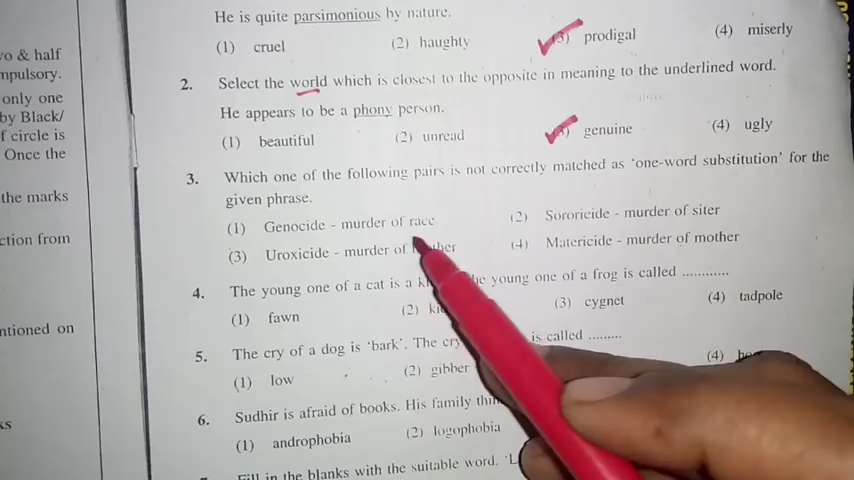 He is quite parsimonious by nature.
(1) cruel (2) haughty (3) prodigal (4) miserly
2. Select the world which is closest to the opposite in meaning to the underlined word.
He appears to be a phony person.
(1) beautiful (2) unread (3) genuine (4) ugly
3. Which one of the following pairs is not correctly matched as ‘one-word substitution’ for the
given phrase.
(1) Genocide - murder of race (2) Sororicide - murder of siter
(3) Uroxicide - murder of (4) Matericide - murder of mother
4. The young one of a cat is a young one of a frog is called ............
(1) fawn (2) (3) cygnet (4) tadpole
5. The cry of a dog is ‘bark’. The cry is called .........
(1) low (2) gibber (4)
6. Sudhir is afraid of books. His family
(1) androphobia (2) logophobia
Fill in the blanks with the suitable word.
& half
only one
by Black/
circle is
Once the
the marks
from
on